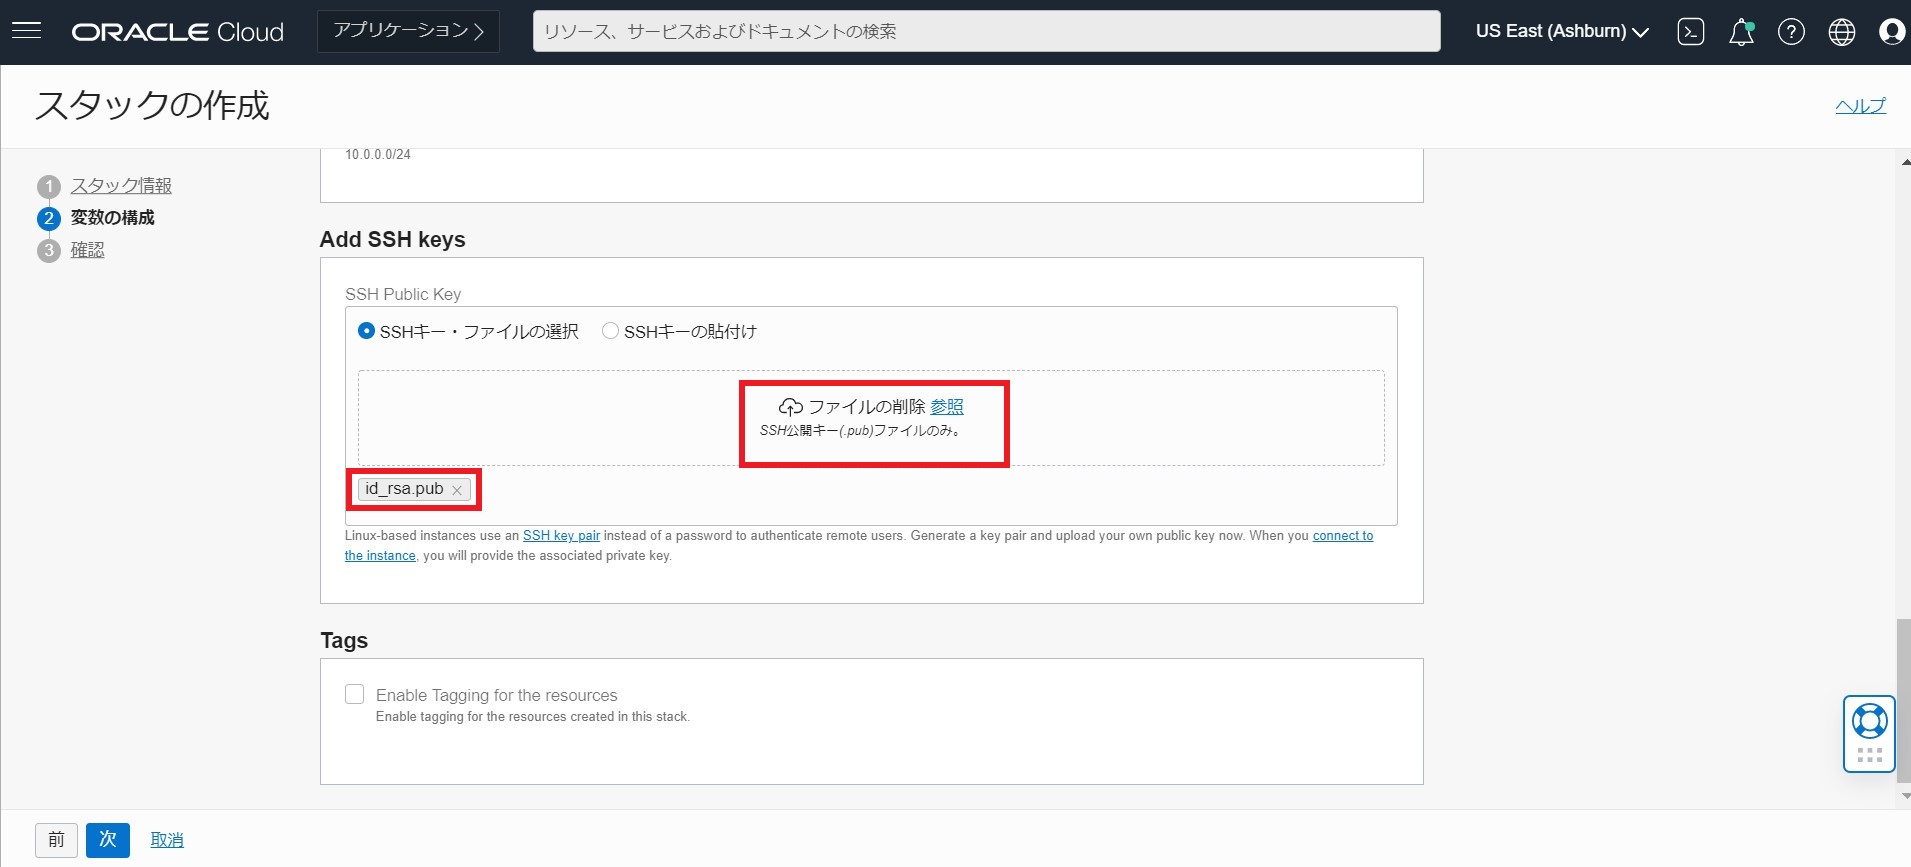 ORACLE Cloud
アプリケーション
リソース、サービスおよびドキュメントの検索
US East (Ashburn)
スタックの作成
ヘルプ
1 スタック情報
2 変数の構成
3 確認
10.0.0.0/24
Add SSH keys
SSH Public Key
SSHキー・ファイルの選択 SSHキーの貼付け
ファイルの削除 参照
SSH公開キー(.pub)ファイルのみ。
id_rsa.pub
Linux-based instances use an SSH key pair instead of a password to authenticate remote users. Generate a key pair and upload your own public key now. When you connect to
the instance, you will provide the associated private key.
Tags
Enable Tagging for the resources
Enable tagging for the resources created in this stack.
前 次 取消